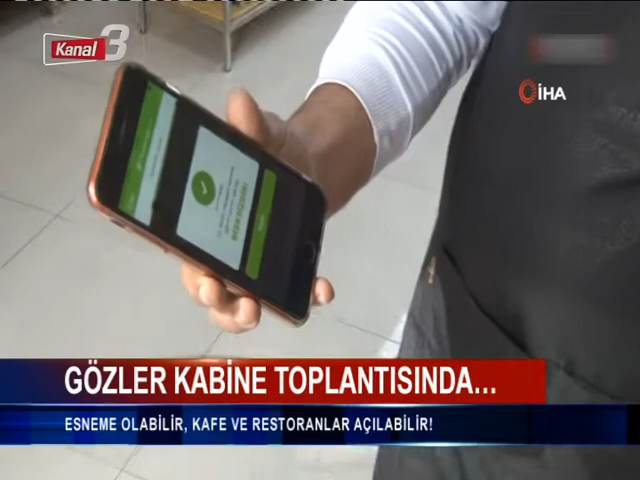 Kanal 3
İHA
GÖZLER KABİNE TOPLANTISINDA...
ESNEME OLABİLİR, KAFE VE RESTORANLAR AÇILABİLİR!